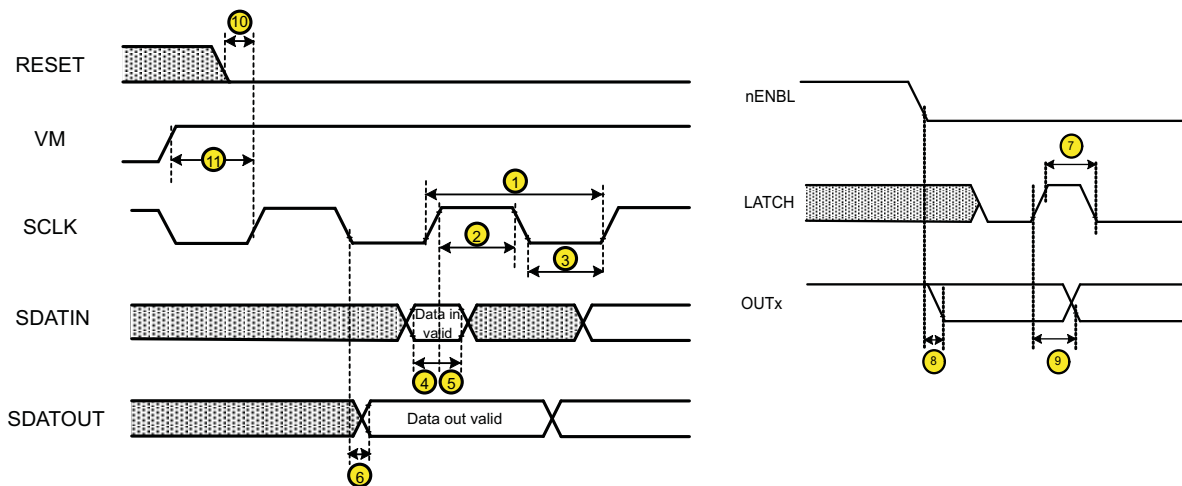 10
RESET
VM
11
SCLK
1
2
3
SDATIN
Data in
valid
4
5
SDATOUT
Data out valid
6
nENBL
7
LATCH
OUTx
8
9